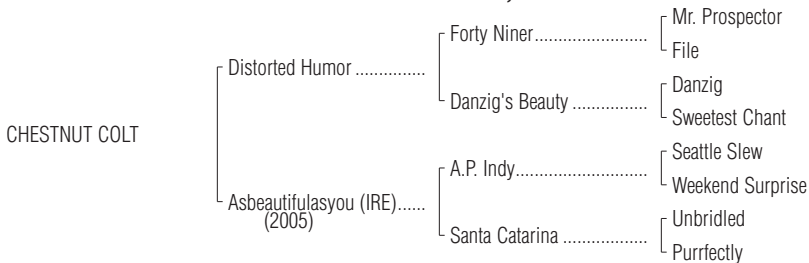 Mr. Prospector
Forty Niner.......................
File
Distorted Humor ...............
Danzig
Danzig's Beauty ................
Sweetest Chant
CHESTNUT COLT
Seattle Slew
A.P. Indy...........................
Weekend Surprise
Asbeautifulasyou (IRE)......
(2005)
Unbridled
Santa Catarina ..................
Purrfectly